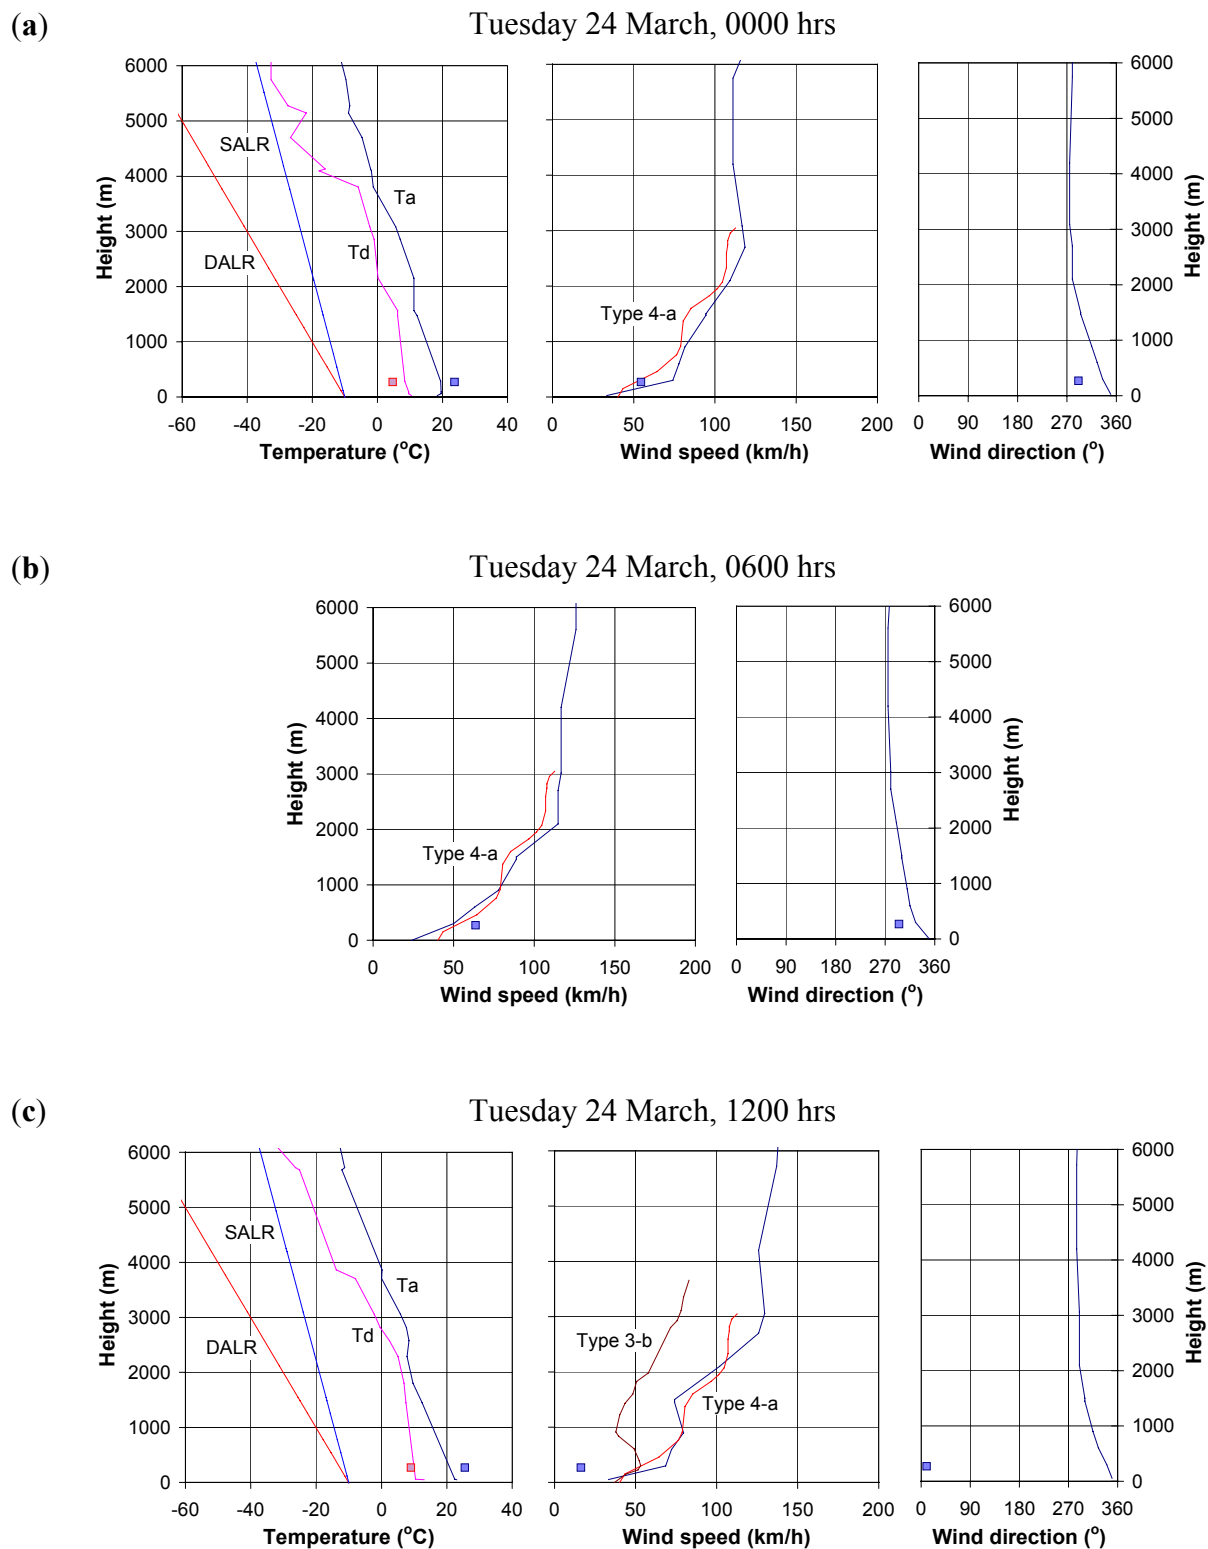 (a)
Tuesday 24 March, 0000 hrs
6000
5000
4000
3000
2000
1000
0
Height (m)
SALR
DALR
Ta
Td
-60 -40 -20 0 20 40
Temperature (°C)
Type 4-a
0 50 100 150 200
Wind speed (km/h)
6000
5000
4000
3000
2000
1000
0
Height (m)
0 90 180 270 360
Wind direction (°)
(b)
Tuesday 24 March, 0600 hrs
6000
5000
4000
3000
2000
1000
0
Height (m)
Type 4-a
0 50 100 150 200
Wind speed (km/h)
6000
5000
4000
3000
2000
1000
0
Height (m)
0 90 180 270 360
Wind direction (°)
(c)
Tuesday 24 March, 1200 hrs
6000
5000
4000
3000
2000
1000
0
Height (m)
SALR
DALR
Ta
Td
-60 -40 -20 0 20 40
Temperature (°C)
Type 3-b
Type 4-a
0 50 100 150 200
Wind speed (km/h)
6000
5000
4000
3000
2000
1000
0
Height (m)
0 90 180 270 360
Wind direction (°)